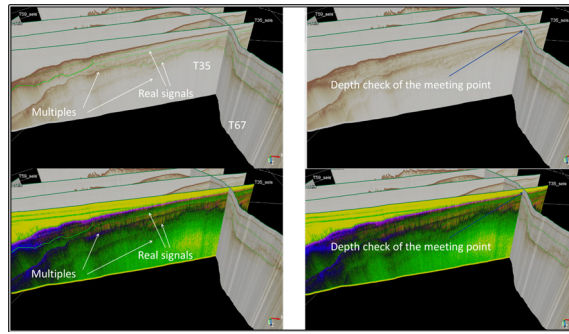 T59_seis
T35_seis
T35
Real signals
Multiples
T67
T59_seis
T35_seis
Depth check of the meeting point
T59_seis
T35_seis
Real signals
Multiples
T59_seis
T35_seis
Depth check of the meeting point